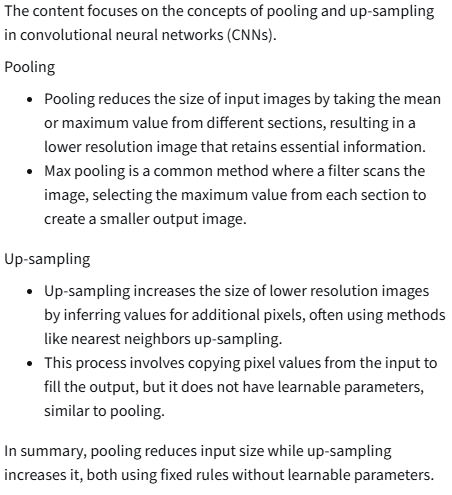 The content focuses on the concepts of pooling and up-sampling
in convolutional neural networks (CNNs).
Pooling
• Pooling reduces the size of input images by taking the mean
or maximum value from different sections, resulting in a
lower resolution image that retains essential information.
• Max pooling is a common method where a filter scans the
image, selecting the maximum value from each section to
create a smaller output image.
Up-sampling
• Up-sampling increases the size of lower resolution images
by inferring values for additional pixels, often using methods
like nearest neighbors up-sampling.
• This process involves copying pixel values from the input to
fill the output, but it does not have learnable parameters,
similar to pooling.
In summary, pooling reduces input size while up-sampling
increases it, both using fixed rules without learnable parameters.